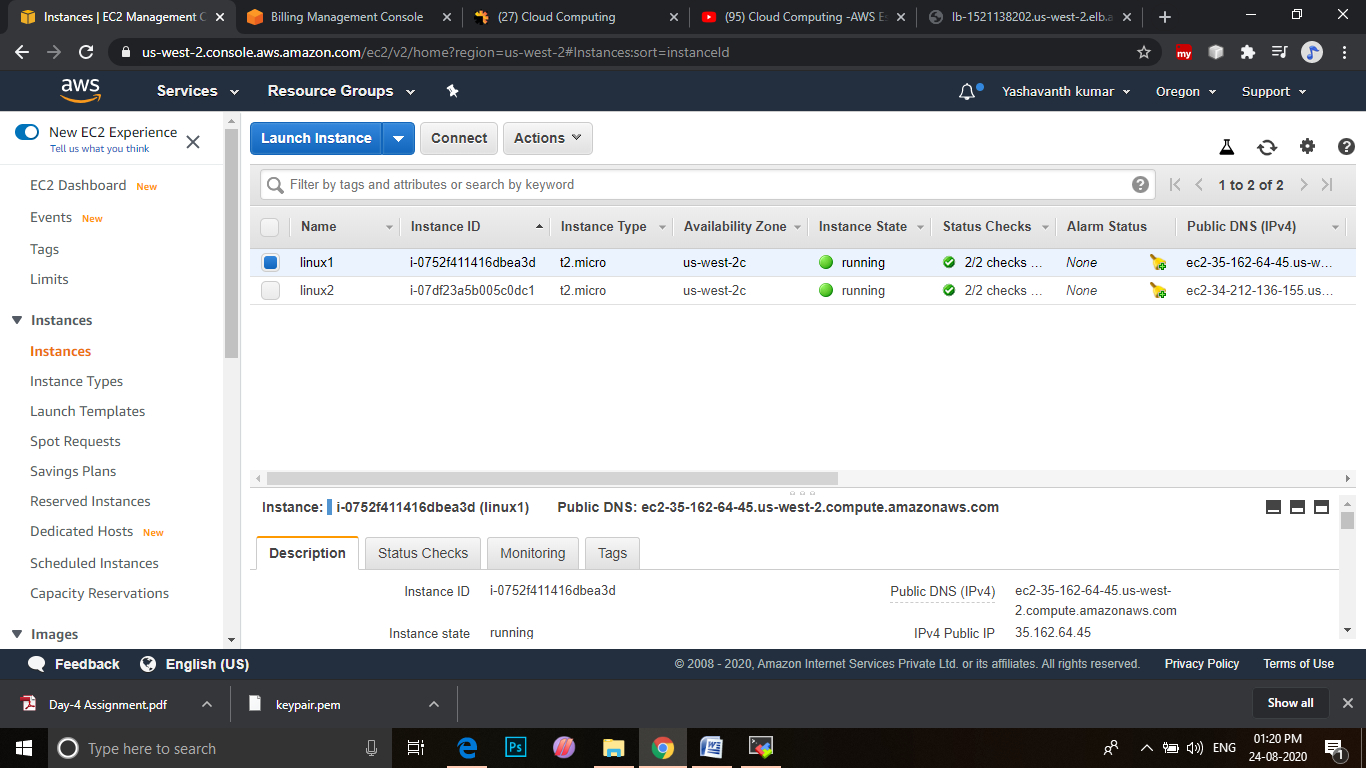 Instances | EC2 Management C
Billing Management Console
(27) Cloud Computing
(95) Cloud Computing -AWS Es
lb-1521138202.us-west-2.elb.a
us-west-2.console.aws.amazon.com/ec2/v2/home?region=us-west-2#Instances:sort=instanceId
my
aws
Services
Resource Groups
Yashavanth kumar
Oregon
Support
New EC2 Experience
Tell us what you think
EC2 Dashboard New
Events New
Tags
Limits
Instances
Instances
Instance Types
Launch Templates
Spot Requests
Savings Plans
Reserved Instances
Dedicated Hosts New
Scheduled Instances
Capacity Reservations
Images
Launch Instance
Connect
Actions
Filter by tags and attributes or search by keyword
1 to 2 of 2
Name Instance ID Instance Type Availability Zone Instance State Status Checks Alarm Status Public DNS (IPv4)
linux1 i-0752f411416dbea3d t2.micro us-west-2c running 2/2 checks ... None ec2-35-162-64-45.us-w...
linux2 i-07df23a5b005c0dc1 t2.micro us-west-2c running 2/2 checks ... None ec2-34-212-136-155.us...
Instance: i-0752f411416dbea3d (linux1) Public DNS: ec2-35-162-64-45.us-west-2.compute.amazonaws.com
Description
Status Checks
Monitoring
Tags
Instance ID i-0752f411416dbea3d
Public DNS (IPv4) ec2-35-162-64-45.us-west-
2.compute.amazonaws.com
Instance state running
IPv4 Public IP 35.162.64.45
Feedback
English (US)
© 2008 - 2020, Amazon Internet Services Private Ltd. or its affiliates. All rights reserved.
Privacy Policy
Terms of Use
Day-4 Assignment.pdf
keypair.pem
Show all
Type here to search
Ps
ENG
01:20 PM
24-08-2020
1